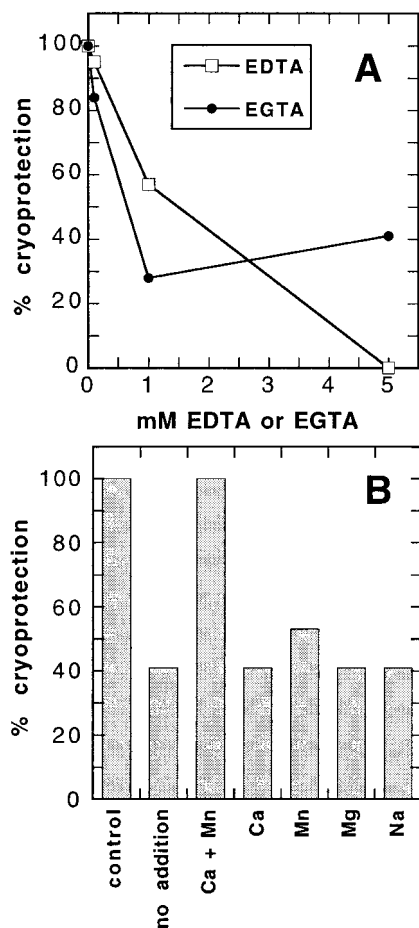 100
80
60
40
20
0
% cryoprotection
EDTA
EGTA
A
0 1 2 3 4 5
mM EDTA or EGTA
B
100
80
60
40
20
0
% cryoprotection
control
no addition
Ca + Mn
Ca
Mn
Mg
Na